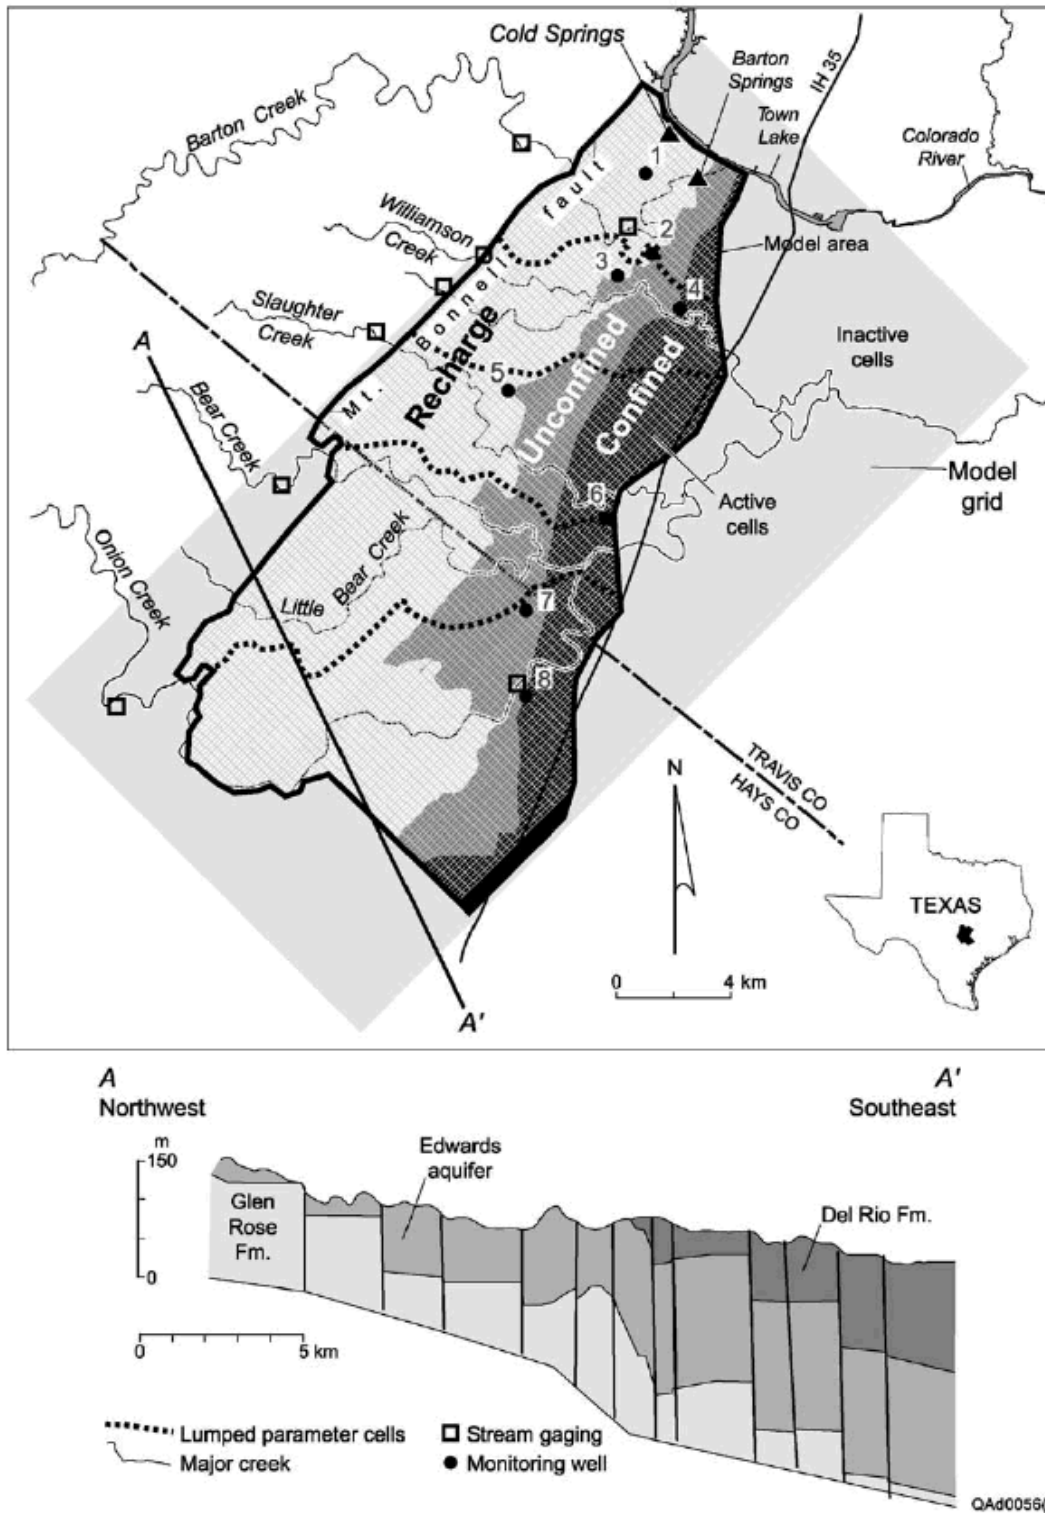 Cold Springs
Barton
Springs
IH 35
Town
Lake
Colorado
River
Barton Creek
1
fault
Williamson
Creek
2
Model area
3
Bonnell
4
Slaughter
Creek
Inactive
cells
A
Recharge
Unconfined
Confined
5
Mt.
Bear Creek
Model
grid
6
Active
cells
Onion Creek
Little Bear Creek
7
8
N
TRAVIS CO
HAYS CO
TEXAS
0 4 km
A'
A
Northwest
A'
Southeast
m
150
Edwards
aquifer
Glen
Rose
Fm.
Del Rio Fm.
0
0 5 km
Lumped parameter cells
Stream gaging
Major creek
Monitoring well
QAd0056(